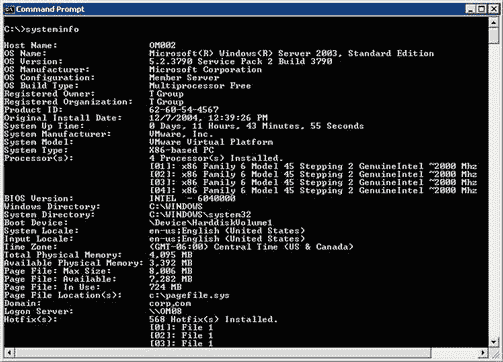 Command Prompt
C:\>systeminfo
Host Name: OM002
OS Name: Microsoft(R) Windows(R) Server 2003, Standard Edition
OS Version: 5.2.3790 Service Pack 2 Build 3790
OS Manufacturer: Microsoft Corporation
OS Configuration: Member Server
OS Build Type: Multiprocessor Free
Registered Owner: T Group
Registered Organization: T Group
Product ID: 62-60-54-4567
Original Install Date: 12/7/2004, 12:39:26 PM
System Up Time: 0 Days, 11 Hours, 43 Minutes, 55 Seconds
System Manufacturer: VMware, Inc.
System Model: VMware Virtual Platform
System Type: X86-based PC
Processor(s): 4 Processor(s) Installed.
[01]: x86 Family 6 Model 45 Stepping 2 GenuineIntel ~2000 Mhz
[02]: x86 Family 6 Model 45 Stepping 2 GenuineIntel ~2000 Mhz
[03]: x86 Family 6 Model 45 Stepping 2 GenuineIntel ~2000 Mhz
[04]: x86 Family 6 Model 45 Stepping 2 GenuineIntel ~2000 Mhz
BIOS Version: INTEL - 6040000
Windows Directory: C:\WINDOWS
System Directory: C:\WINDOWS\system32
Boot Device: \Device\HarddiskVolume1
System Locale: en-us;English (United States)
Input Locale: en-us;English (United States)
Time Zone: (GMT-06:00) Central Time (US & Canada)
Total Physical Memory: 4,095 MB
Available Physical Memory: 3,392 MB
Page File: Max Size: 8,006 MB
Page File: Available: 7,282 MB
Page File: In Use: 724 MB
Page File Location(s): c:\pagefile.sys
Domain: corp.com
Logon Server: \\OM08
Hotfix(s): 568 Hotfix(s) Installed.
[01]: File 1
[02]: File 1
[03]: File 1